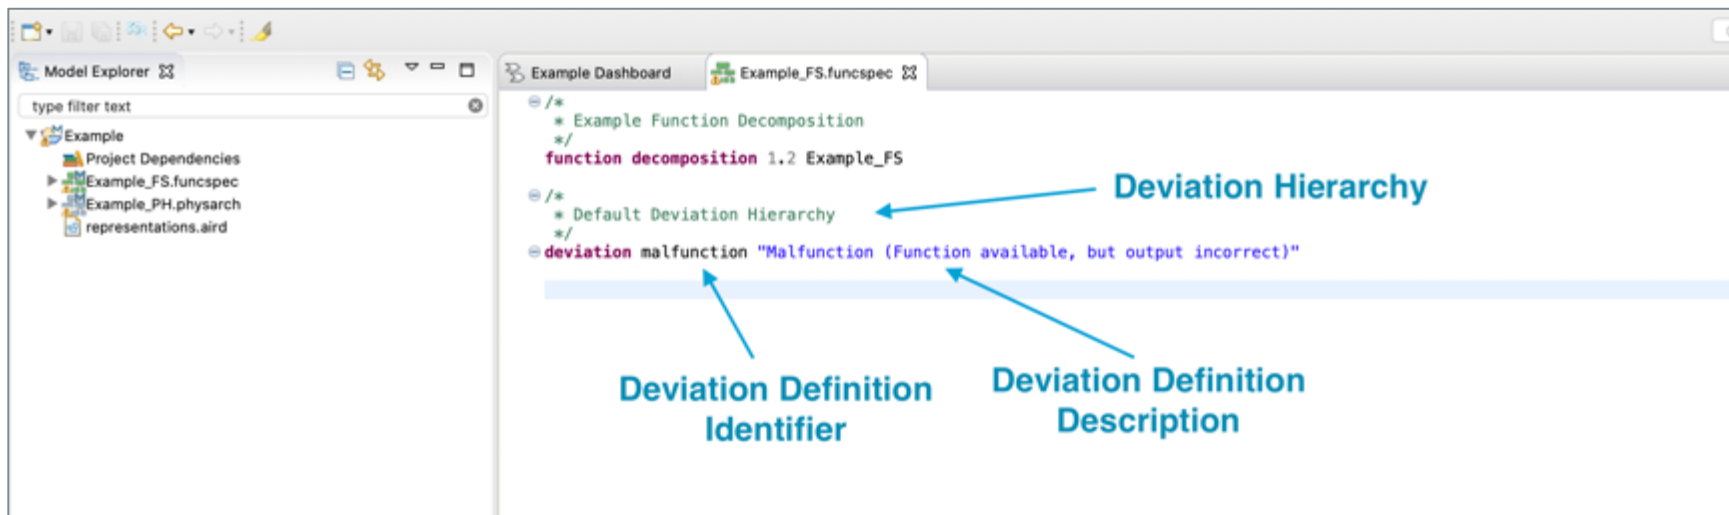 Model Explorer
type filter text
Example
Project Dependencies
Example_FS.funcspec
Example_PH.physarch
representations.aird
Example Dashboard
Example_FS.funcspec
/*
* Example Function Decomposition
*/
function decomposition 1.2 Example_FS
/*
* Default Deviation Hierarchy
*/
deviation malfunction "Malfunction (Function available, but output incorrect)"
Deviation Hierarchy
Deviation Definition
Identifier
Deviation Definition
Description